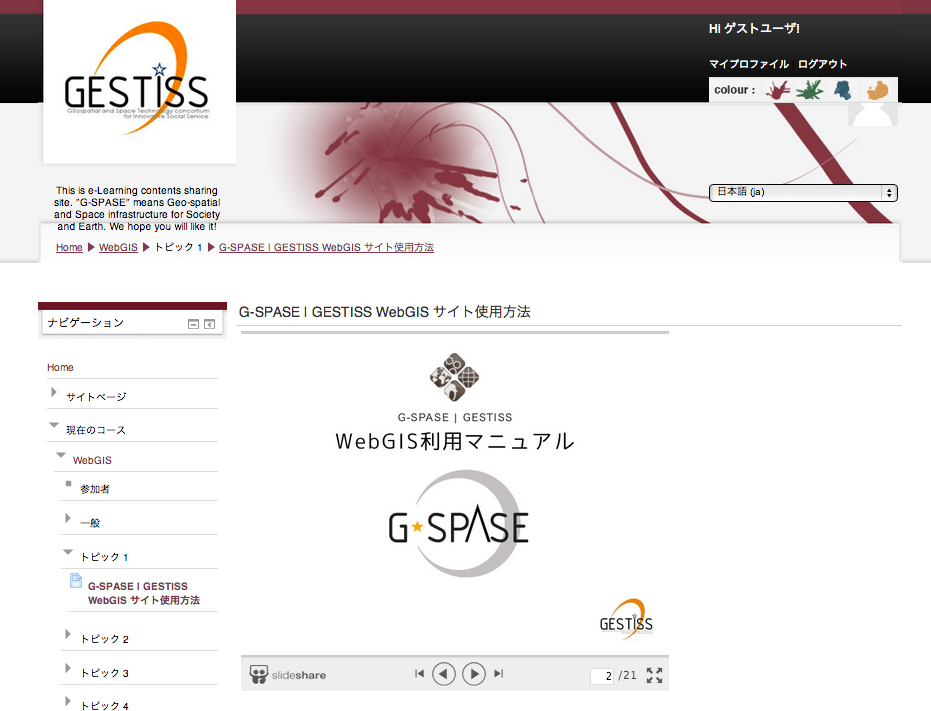 Hi ゲストユーザ!
マイプロファイル ログアウト
colour :
GESTISS
GEospatial and Space Technology consortium
for Innovative Social Service
This is e-Learning contents sharing
site. "G-SPASE" means Geo-spatial
and Space infrastructure for Society
and Earth. We hope you will like it!
日本語 (ja)
Home ▶ WebGIS ▶ トピック 1 ▶ G-SPASE | GESTISS WebGIS サイト使用方法
ナビゲーション
Home
サイトページ
現在のコース
WebGIS
参加者
一般
トピック 1
G-SPASE | GESTISS
WebGIS サイト使用方法
トピック 2
トピック 3
トピック 4
G-SPASE | GESTISS WebGIS サイト使用方法
G-SPASE | GESTISS
WebGIS利用マニュアル
G★SPASE
GESTISS
slideshare
2 /21